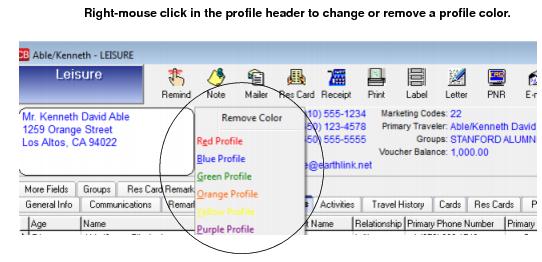 Right-mouse click in the profile header to change or remove a profile color.
CB Able/Kenneth - LEISURE
Leisure
Remind Note Mailer Res Card Receipt Print Label Letter PNR
Mr. Kenneth David Able
1259 Orange Street
Los Altos, CA 94022
Remove Color
Red Profile
Blue Profile
Green Profile
Orange Profile
Yellow Profile
Purple Profile
555-1234
123-4578
555-5555
@earthlink.net
Marketing Codes: 22
Primary Traveler: Able/Kenneth David
Groups: STANFORD ALUMN
Voucher Balance: 1,000.00
More Fields Groups Res Card Remark
General Info Communications Remar Activities Travel History Cards Res Cards P
Age Name Name Relationship Primary Phone Number Primary